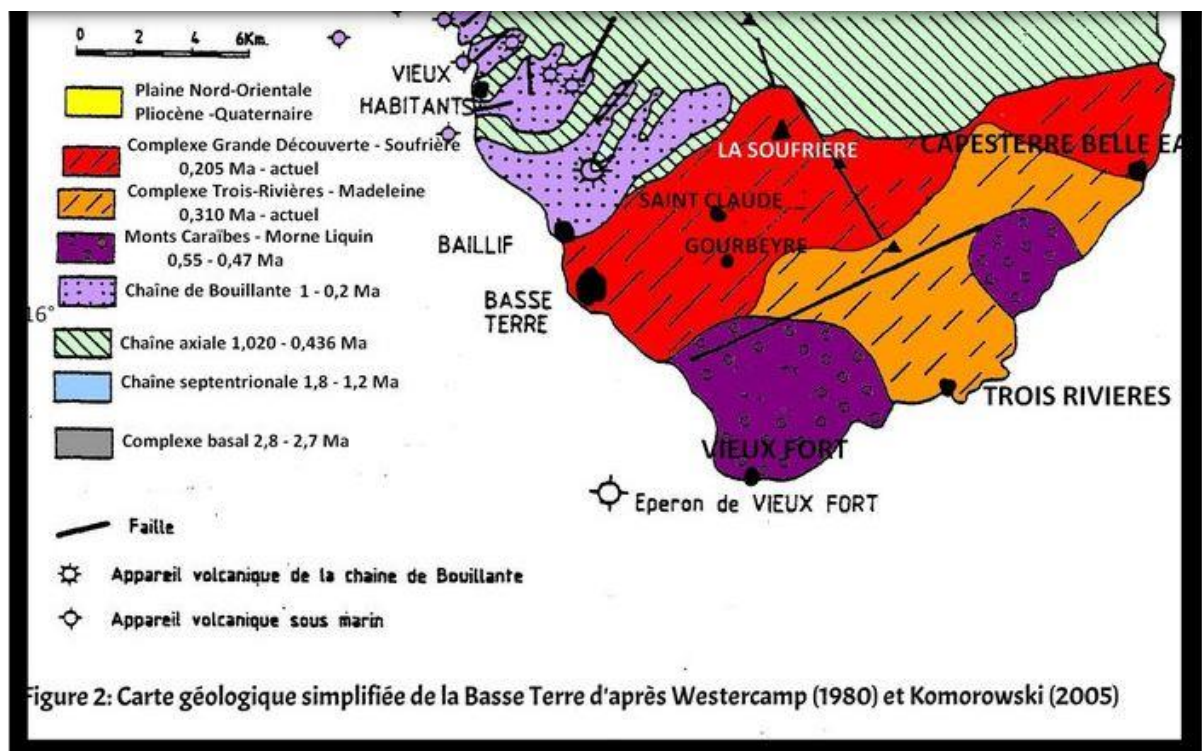 0 2 4 6Km.
Plaine Nord-Orientale
Pliocène -Quaternaire
Complexe Grande Découverte - Soufrière
0,205 Ma - actuel
Complexe Trois-Rivières - Madeleine
0,310 Ma - actuel
Monts Caraïbes - Morne Liquin
0,55 - 0,47 Ma
Chaîne de Bouillante 1 - 0,2 Ma
16°
Chaîne axiale 1,020 - 0,436 Ma
Chaîne septentrionale 1,8 - 1,2 Ma
Complexe basal 2,8 - 2,7 Ma
Faille
Appareil volcanique de la chaine de Bouillante
Appareil volcanique sous marin
VIEUX
HABITANTS
LA SOUFRIERE
CAPESTERRE BELLE EA
SAINT CLAUDE
GOURBEYRE
BAILLIF
BASSE
TERRE
TROIS RIVIERES
VIEUX FORT
Eperon de VIEUX FORT
Figure 2: Carte géologique simplifiée de la Basse Terre d'après Westercamp (1980) et Komorowski (2005)